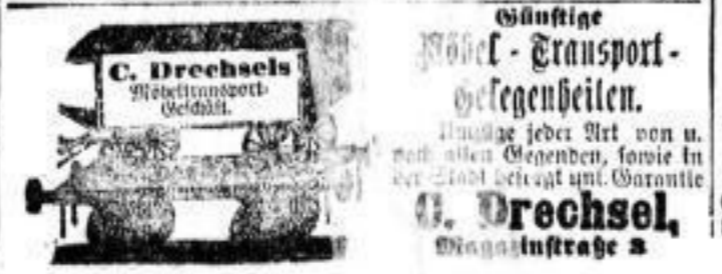 C. Drechsels
Möbeltransport-
Geschäft.
Günstige
Möbel-Transport-
Gelegenheiten.
Umzüge jeder Art von u.
nach allen Gegenden, sowie in
der Stadt besorgt unt. Garantie
C. Drechsel,
Magazinstraße 3